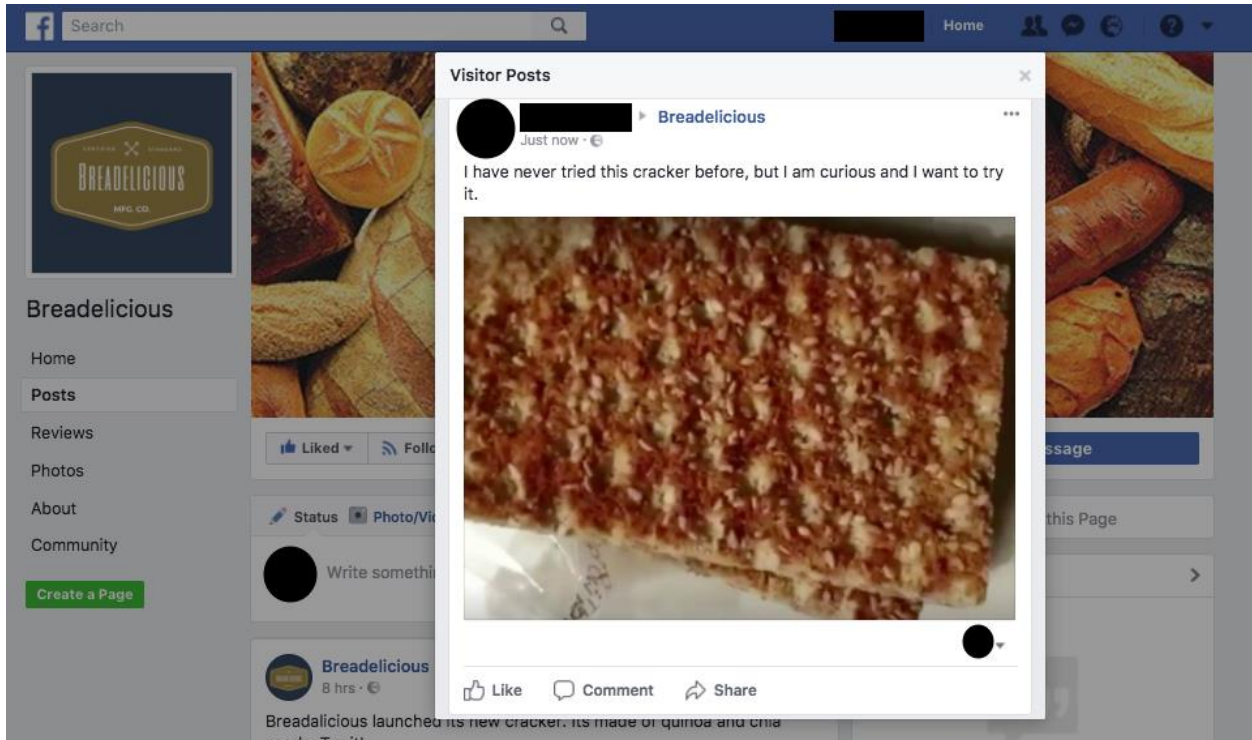 Search
Home
Visitor Posts
Breadelicious
Just now
I have never tried this cracker before, but I am curious and I want to try
it.
BREADELICIOUS
MFG. CO.
Breadelicious
Home
Posts
Reviews
Photos
About
Community
Create a Page
Liked
Follo
ssage
Status
Photo/Vid
this Page
Write somethi
Like
Comment
Share
Breadelicious
8 hrs
Breadalicious launched its new cracker. Its made of quinoa and chia